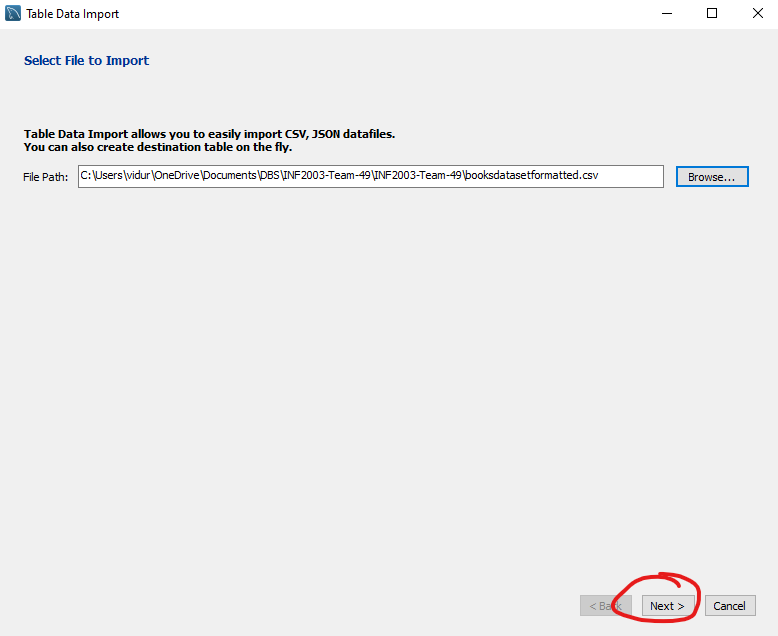 Table Data Import
Select File to Import
Table Data Import allows you to easily import CSV, JSON datafiles.
You can also create destination table on the fly.
File Path: C:\Users\vidur\OneDrive\Documents\DBS\INF2003-Team-49\INF2003-Team-49\booksdatasetformatted.csv Browse...
< Back Next > Cancel